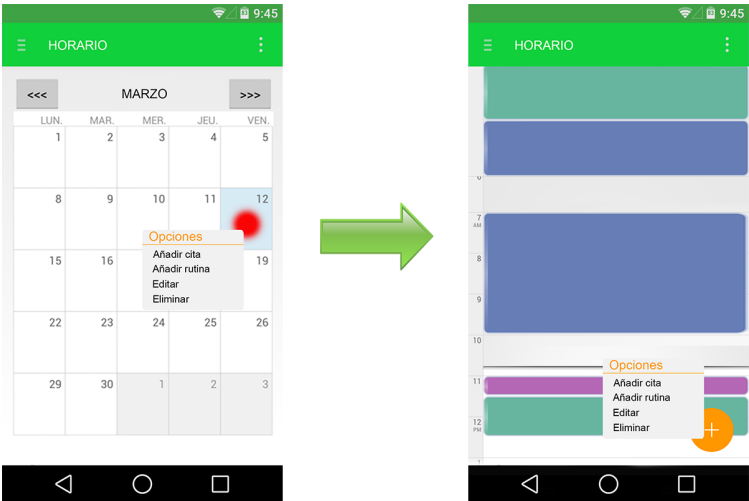 9:45
HORARIO
<<< MARZO >>>
LUN. MAR. MER. JEU. VEN.
1 2 3 4 5
8 9 10 11 12
Opciones
Añadir cita
Añadir rutina
Editar
Eliminar
15 16 19
22 23 24 25 26
29 30 1 2 3
9:45
HORARIO
7
AM
8
9
10
Opciones
11 Añadir cita
Añadir rutina
Editar
12
PM
Eliminar
+